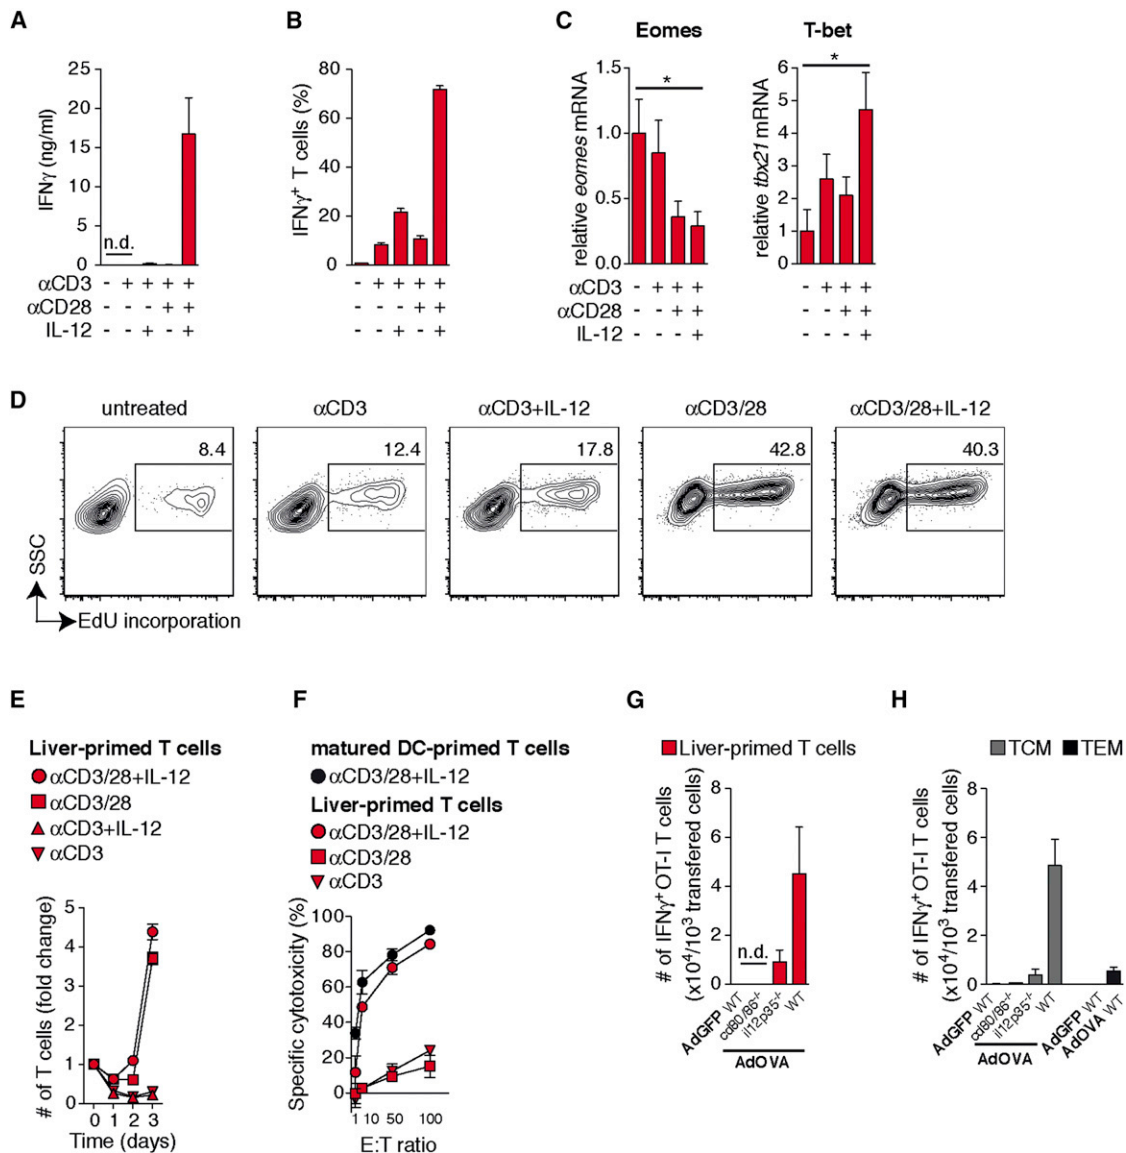 A
IFNγ (ng/ml)
25
20
15
10
5
0
n.d.
αCD3 - + + + +
αCD28 - - - + +
IL-12 - - + - +
B
IFNγ+ T cells (%)
80
60
40
20
0
- + + + +
- - - + +
- - + - +
C
Eomes
relative eomes mRNA
1.5
1.0
0.5
0.0
*
αCD3 - + + +
αCD28 - - + +
IL-12 - - - +
T-bet
relative tbx21 mRNA
6
5
4
3
2
1
0
*
- + + +
- - + +
- - - +
D
untreated αCD3 αCD3+IL-12 αCD3/28 αCD3/28+IL-12
8.4 12.4 17.8 42.8 40.3
SSC
EdU incorporation
E
Liver-primed T cells
αCD3/28+IL-12
αCD3/28
αCD3+IL-12
αCD3
# of T cells (fold change)
5
4
3
2
1
0
0 1 2 3
Time (days)
F
matured DC-primed T cells
αCD3/28+IL-12
Liver-primed T cells
αCD3/28+IL-12
αCD3/28
αCD3
Specific cytotoxicity (%)
100
80
60
40
20
0
1 10 50 100
E:T ratio
G
Liver-primed T cells
# of IFNγ+OT-I T cells
(x10⁴/10³ transfered cells)
8
6
4
2
0
n.d.
AdGFP WT
cd80/86-/-
il12p35-/-
WT
AdOVA
H
TCM TEM
# of IFNγ+OT-I T cells
(x10⁴/10³ transfered cells)
8
6
4
2
0
AdGFP WT
cd80/86-/-
il12p35-/-
WT
AdOVA
AdGFP WT
AdOVA WT